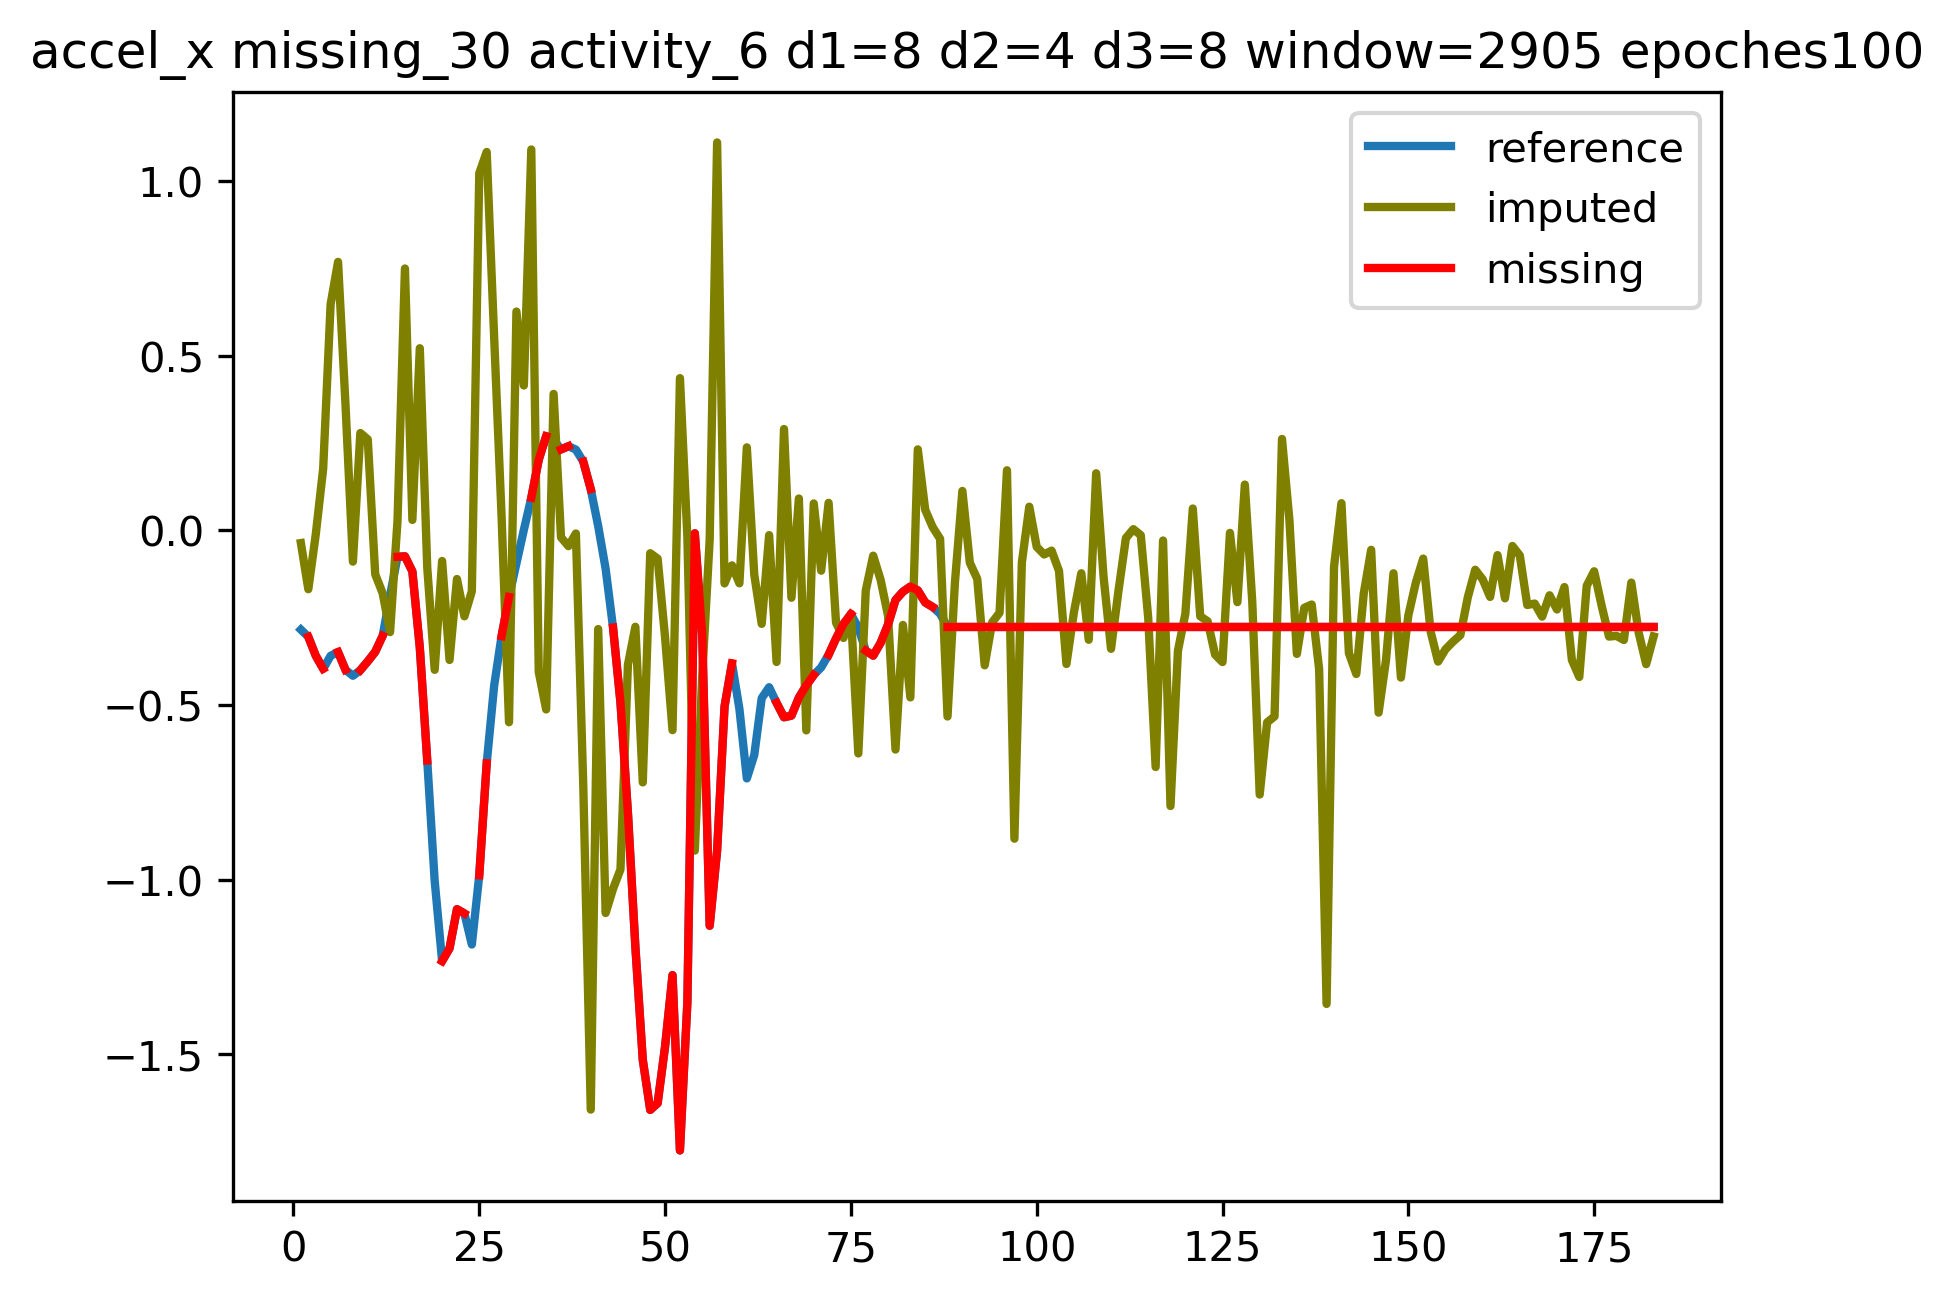 accel_x missing_30 activity_6 d1=8 d2=4 d3=8 window=2905 epoches100
reference
imputed
missing
1.0
0.5
0.0
−0.5
−1.0
−1.5
0 25 50 75 100 125 150 175